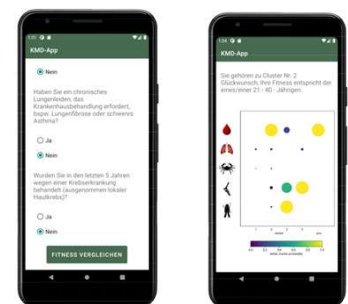 KMD-App
Nein
Haben Sie ein chronisches
Lungenleiden, das
Krankenhausbehandlung erfordert,
bspw. Lungenfibrose oder schweres
Asthma?
Ja
Nein
Wurden Sie in den letzten 5 Jahren
wegen einer Krebserkrankung
behandelt (ausgenommen lokaler
Hautkrebs)?
Ja
Nein
FITNESS VERGLEICHEN
KMD-App
Sie gehören zu Cluster Nr. 2
Glückwunsch, Ihre Fitness entspricht der
eines/einer 21 - 40 - Jährigen.